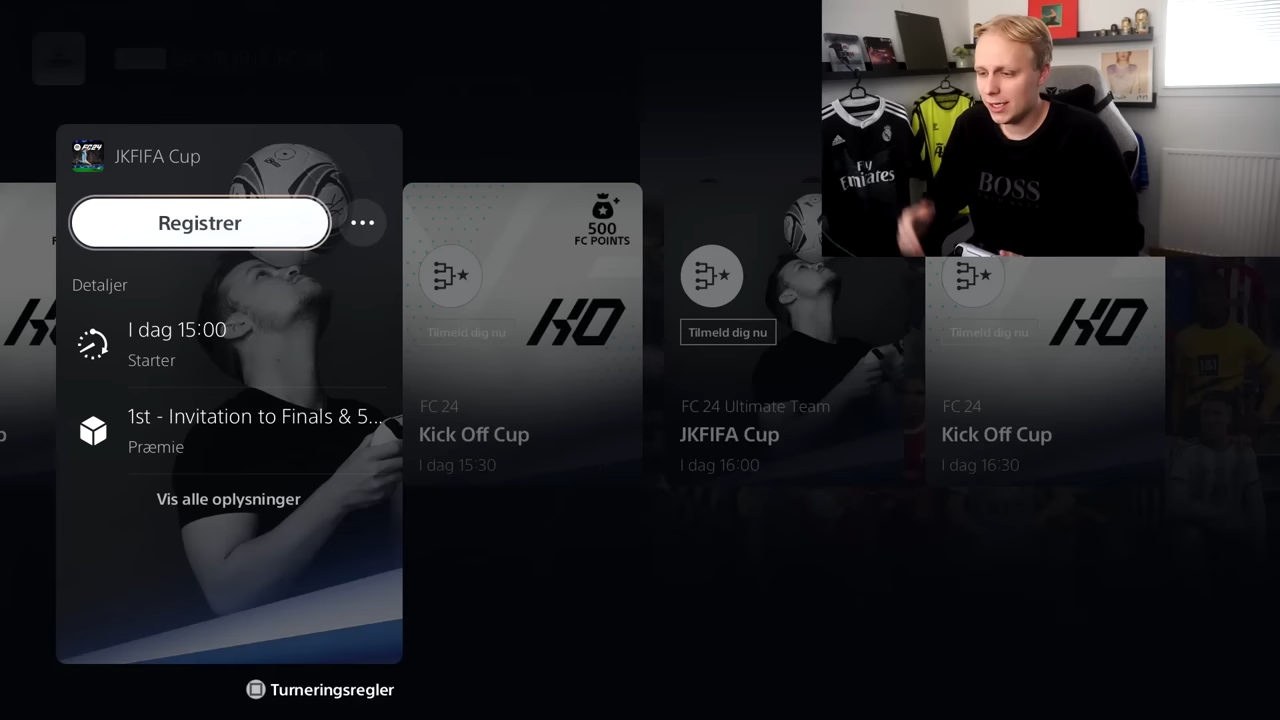 FC24
JKFIFA Cup
Registrer
Detaljer
I dag 15:00
Starter
1st - Invitation to Finals & 5...
Præmie
Vis alle oplysninger
Turneringsregler
500
FC POINTS
Tilmeld dig nu
KO
FC 24
Kick Off Cup
I dag 15:30
Tilmeld dig nu
FC 24 Ultimate Team
JKFIFA Cup
I dag 16:00
Tilmeld dig nu
KO
FC 24
Kick Off Cup
I dag 16:30
Fly
Emirates
BOSS